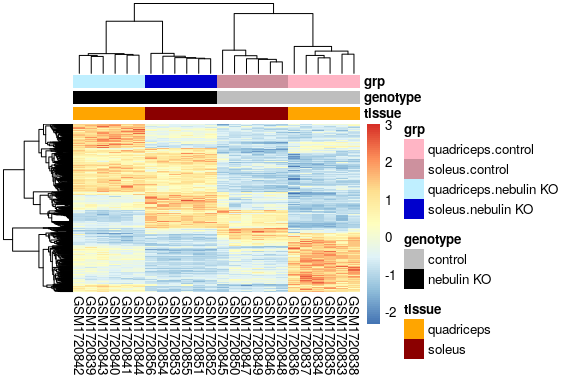 grp
genotype
tissue
3
2
1
0
-1
-2
grp
quadriceps.control
soleus.control
quadriceps.nebulin KO
soleus.nebulin KO
genotype
control
nebulin KO
tissue
quadriceps
soleus
GSM1720842
GSM1720839
GSM1720843
GSM1720840
GSM1720841
GSM1720844
GSM1720856
GSM1720854
GSM1720853
GSM1720855
GSM1720851
GSM1720852
GSM1720845
GSM1720850
GSM1720847
GSM1720849
GSM1720846
GSM1720848
GSM1720836
GSM1720837
GSM1720834
GSM1720835
GSM1720833
GSM1720838